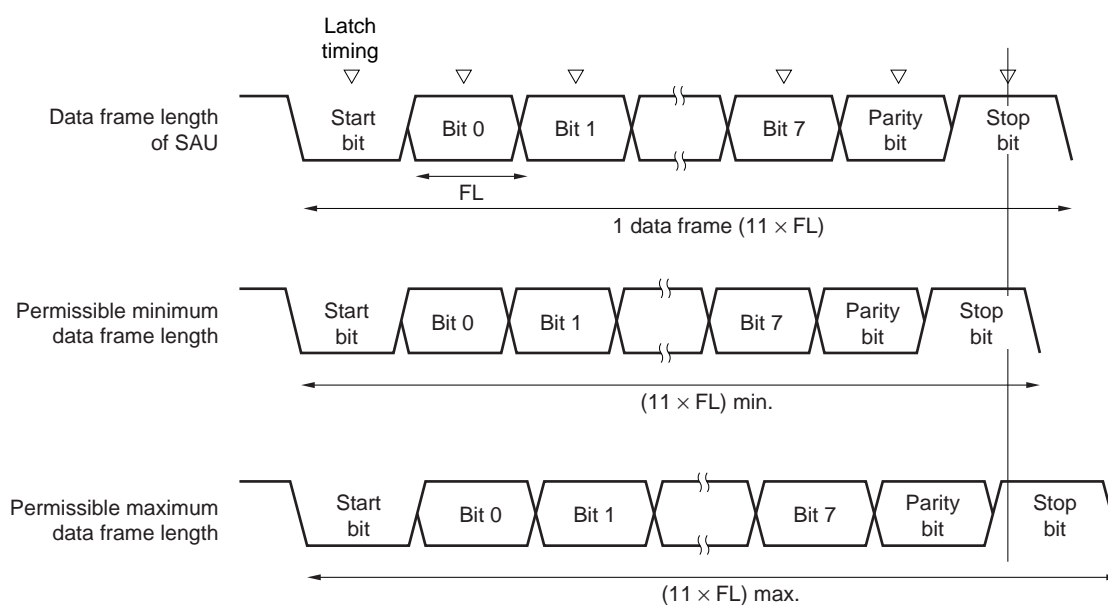 Latch
timing
Data frame length
of SAU
Start
bit
Bit 0
Bit 1
Bit 7
Parity
bit
Stop
bit
FL
1 data frame (11 × FL)
Permissible minimum
data frame length
Start
bit
Bit 0
Bit 1
Bit 7
Parity
bit
Stop
bit
(11 × FL) min.
Permissible maximum
data frame length
Start
bit
Bit 0
Bit 1
Bit 7
Parity
bit
Stop
bit
(11 × FL) max.